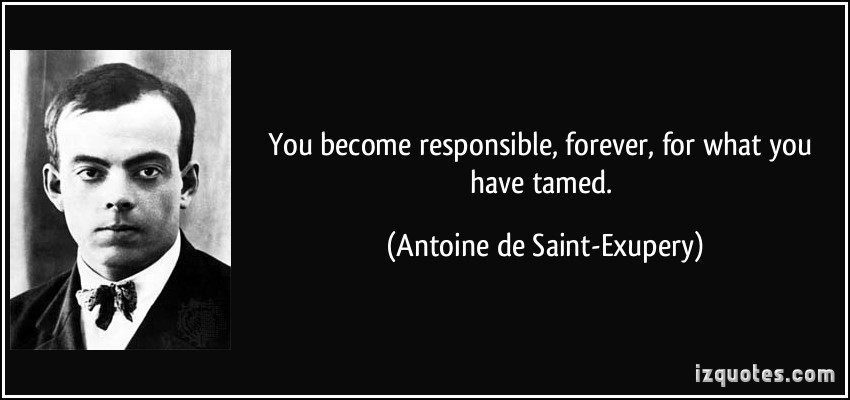 You become responsible, forever, for what you
have tamed.
(Antoine de Saint-Exupery)
izquotes.com